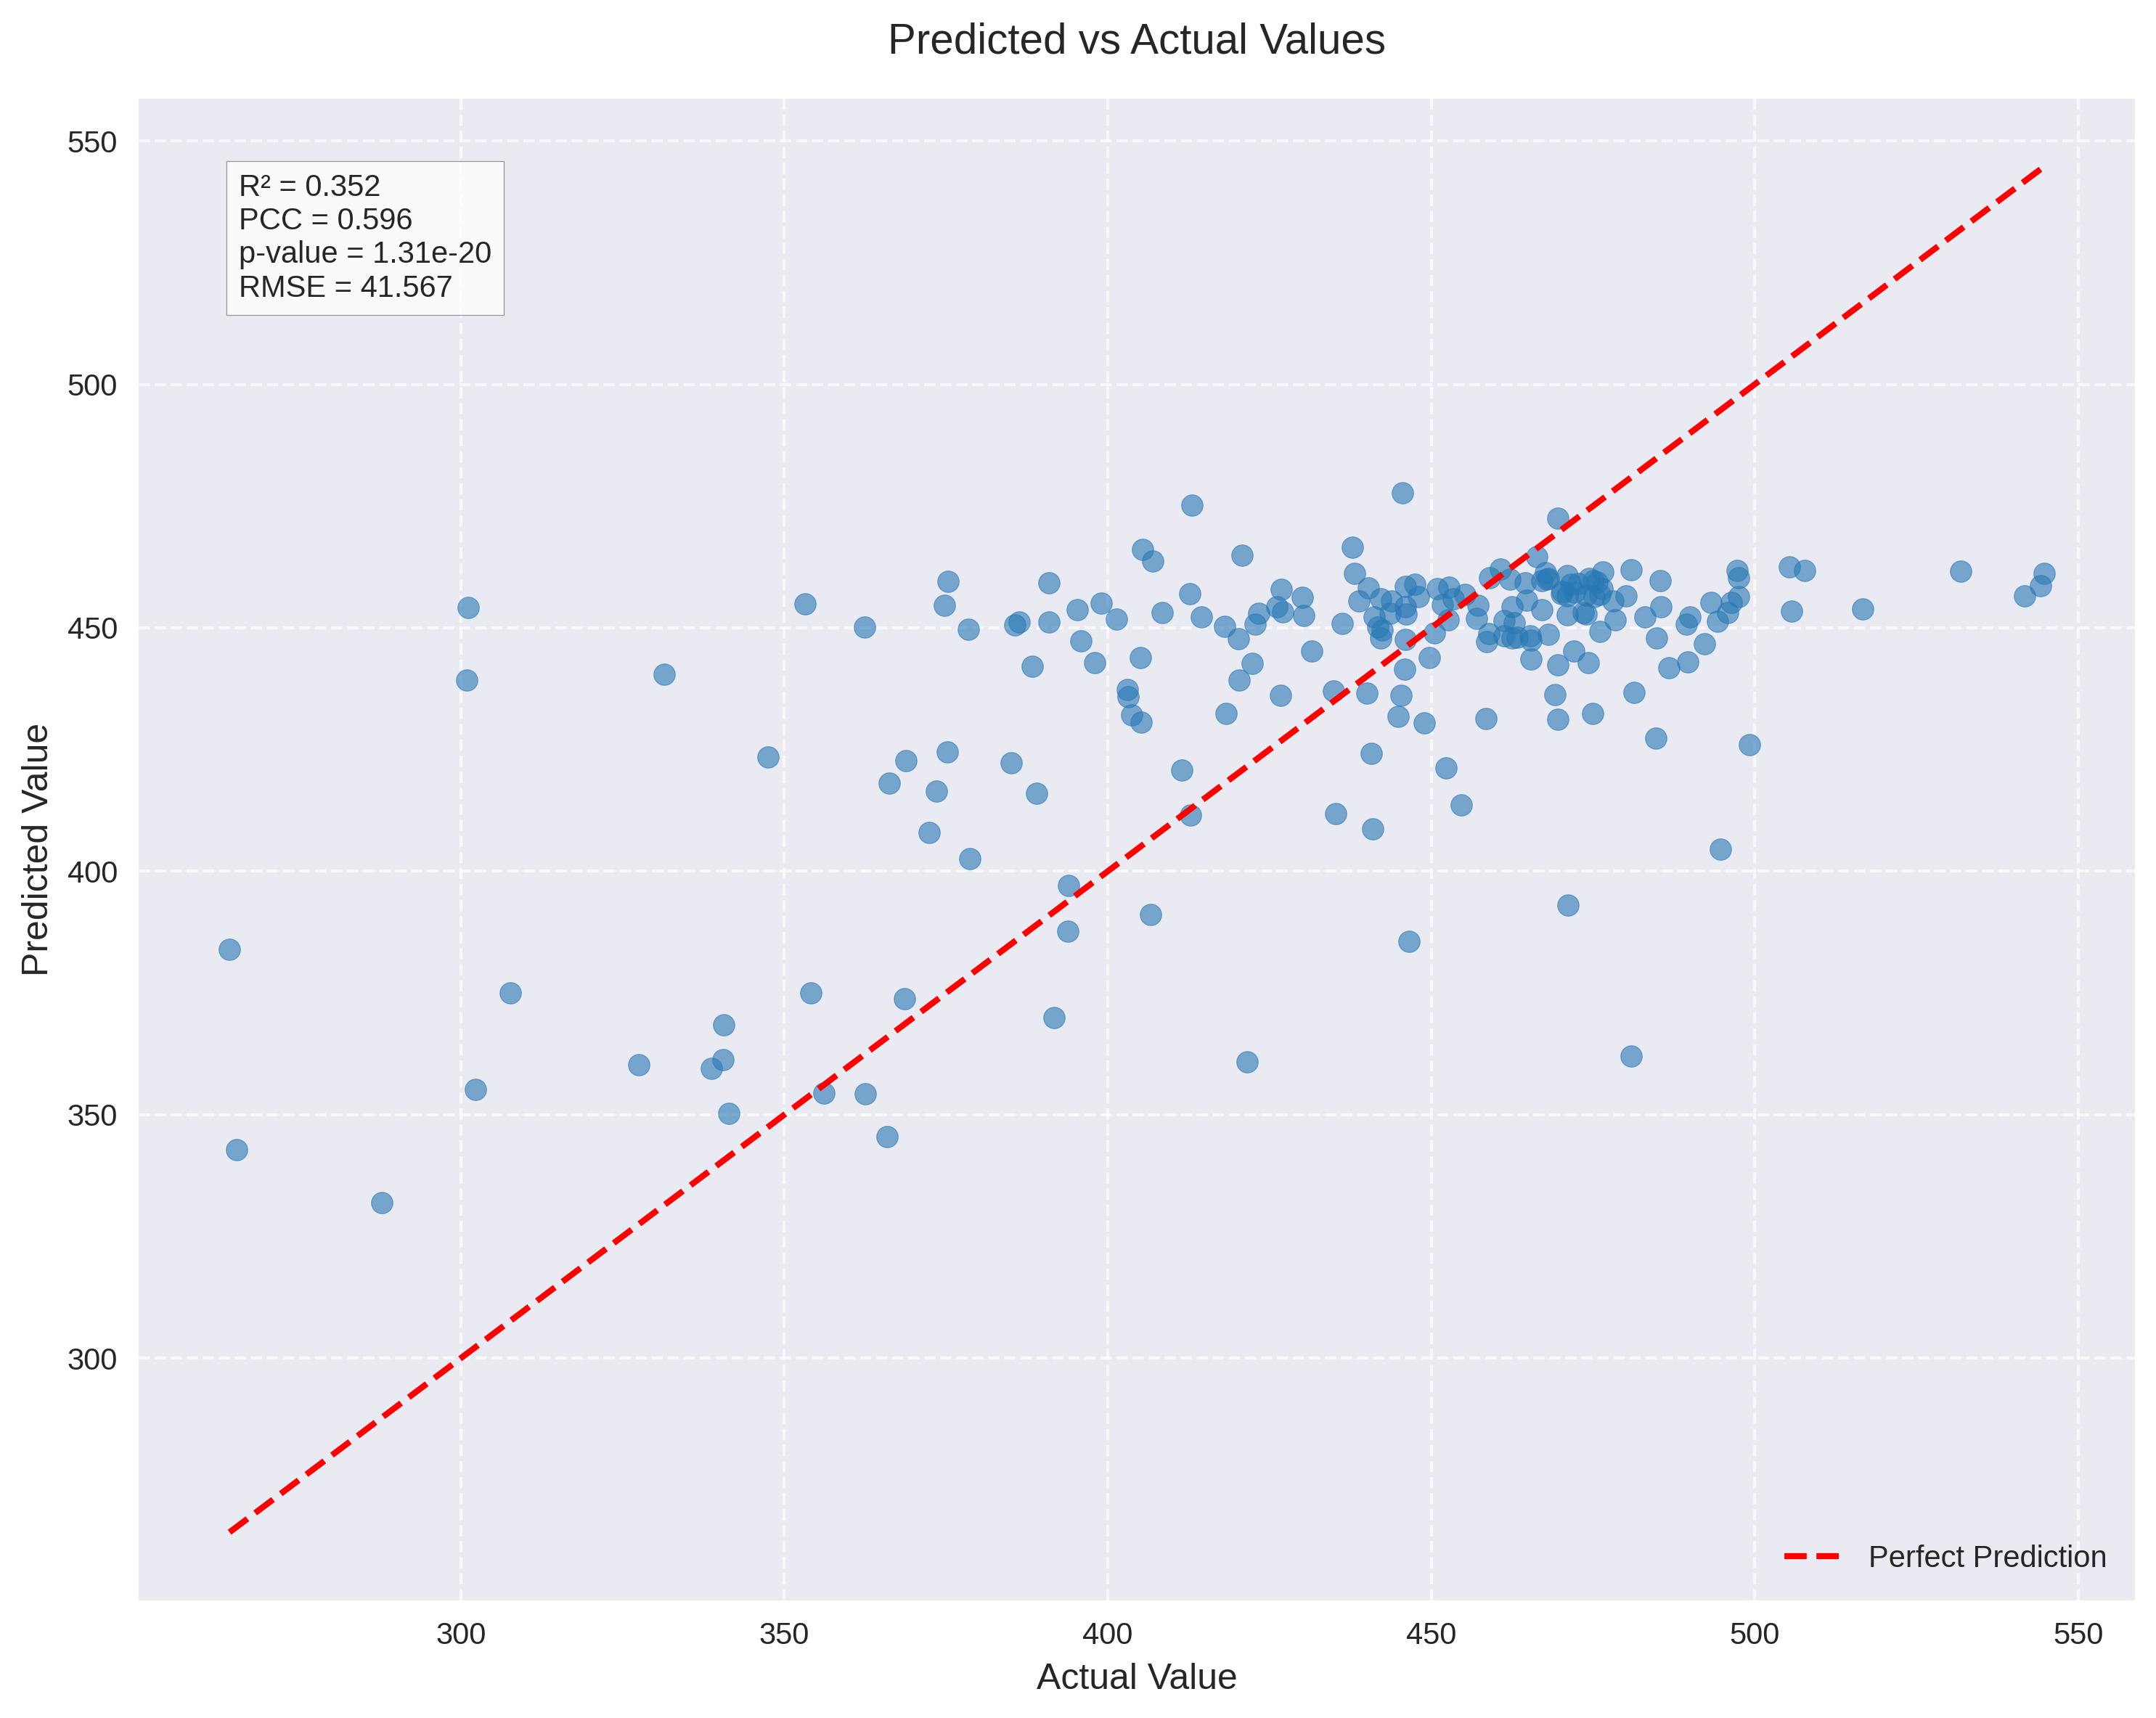 Predicted vs Actual Values
R² = 0.352
PCC = 0.596
p-value = 1.31e-20
RMSE = 41.567
550
500
450
400
350
300
Predicted Value
Perfect Prediction
300 350 400 450 500 550
Actual Value